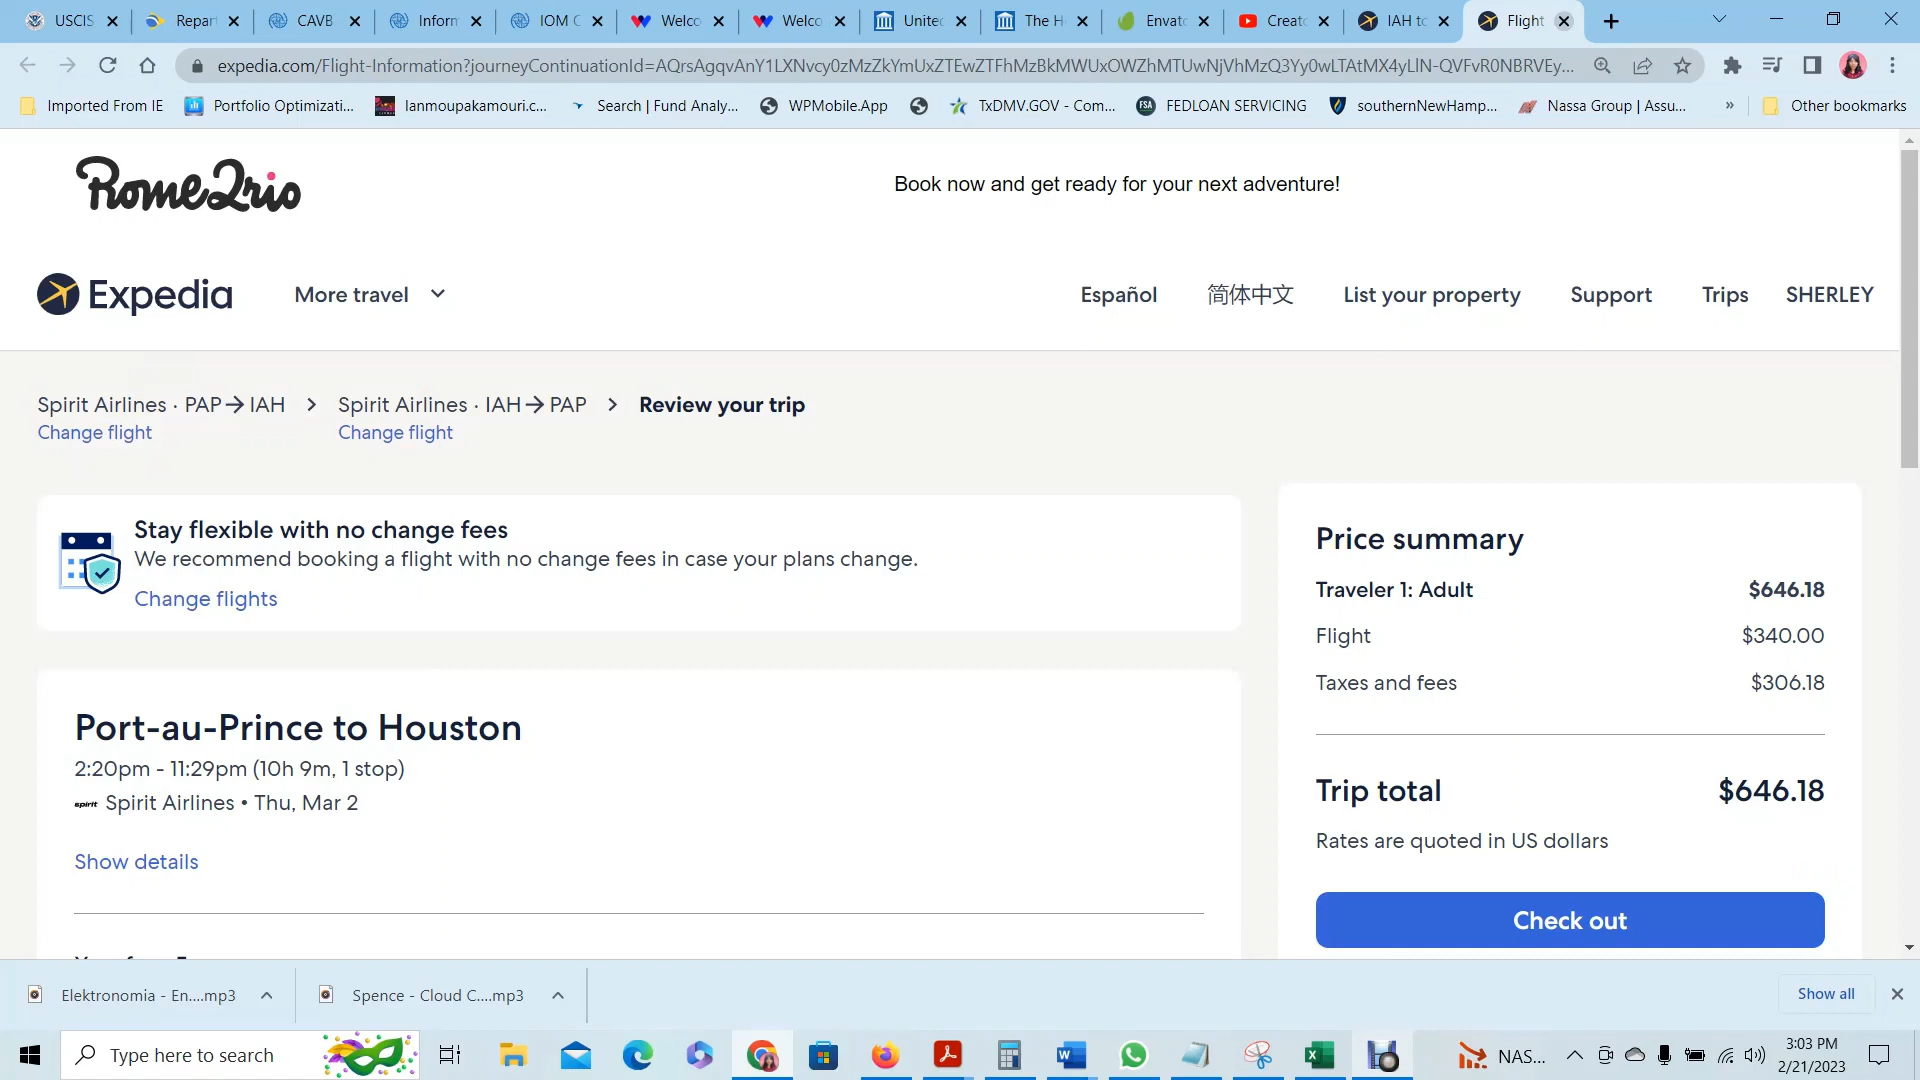 USCIS
Repar
CAVB
Inform
IOM C
Welco
Welco
United
The H
Envato
Creato
IAH to
Flight
expedia.com/Flight-Information?journeyContinuationId=
Imported From IE
Portfolio Optimizati...
lanmoupakamouri.c...
Search | Fund Analy...
WPMobile.App
TxDMV.GOV - Com...
FSA
FEDLOAN SERVICING
southernNewHamp...
Nassa Group | Assu...
»
Other bookmarks
Rome2rio
Book now and get ready for your next adventure!
Expedia
More travel
Español
简体中文
List your property
Support
Trips
SHERLEY
Spirit Airlines · PAP→IAH > Spirit Airlines · IAH→PAP > Review your trip
Change flight
Change flight
Stay flexible with no change fees
We recommend booking a flight with no change fees in case your plans change.
Change flights
Port-au-Prince to Houston
2:20pm - 11:29pm (10h 9m, 1 stop)
spirit Spirit Airlines • Thu, Mar 2
Show details
Price summary
Traveler 1: Adult $646.18
Flight $340.00
Taxes and fees $306.18
Trip total $646.18
Rates are quoted in US dollars
Check out
Elektronomia - En....mp3
Spence - Cloud C....mp3
Show all
Type here to search
NAS...
3:03 PM
2/21/2023